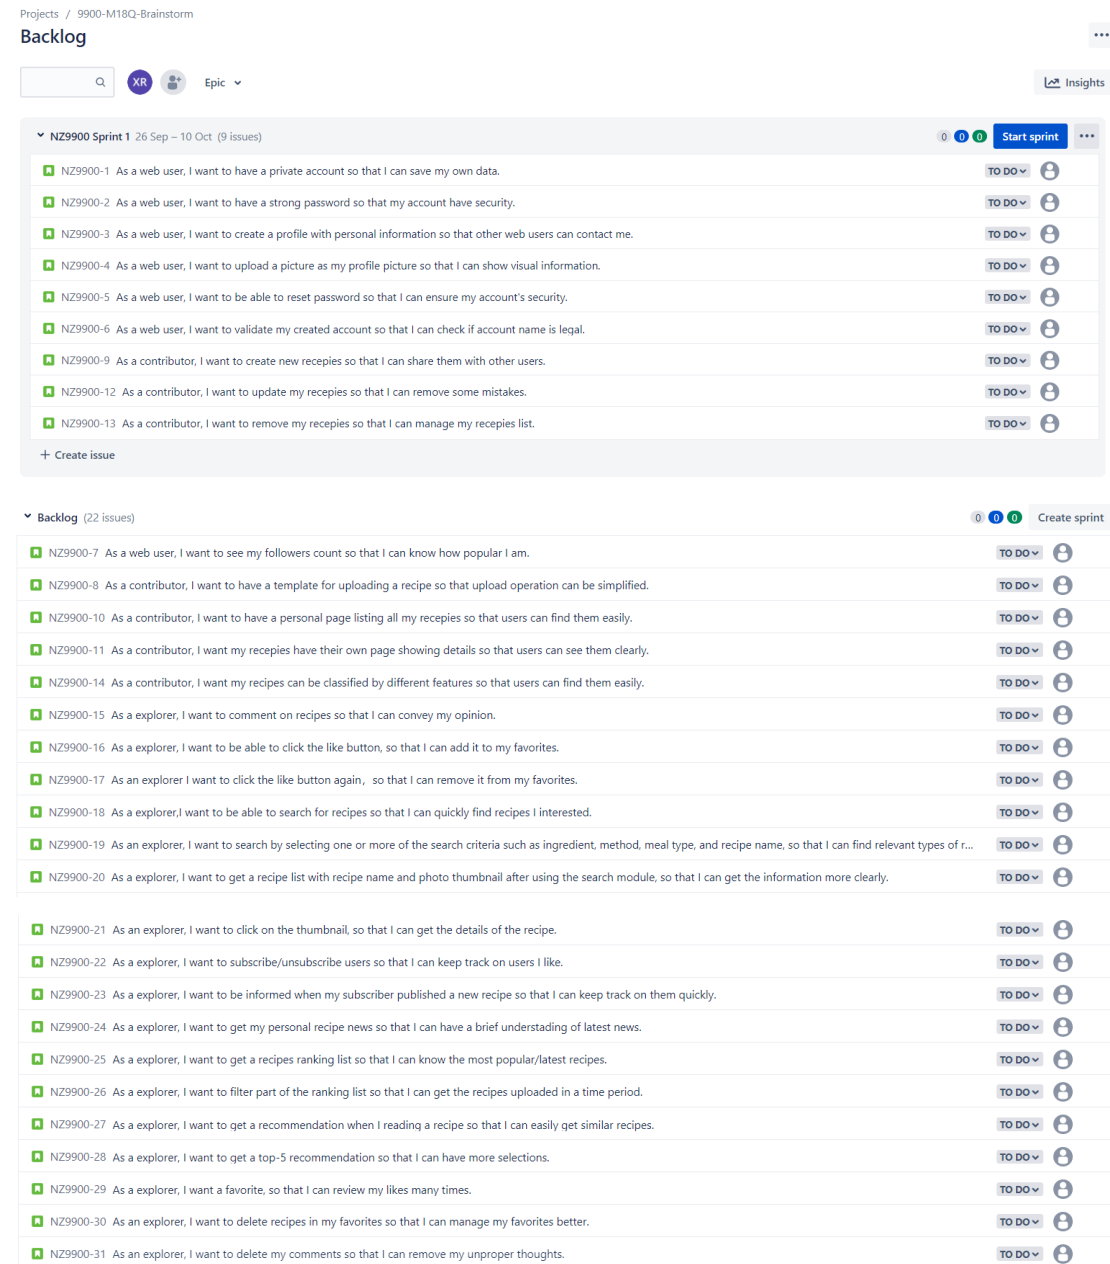 Projects / 9900-M18Q-Brainstorm
Backlog
XR Epic Insights
NZ9900 Sprint 1 26 Sep – 10 Oct (9 issues) 0 0 0 Start sprint
NZ9900-1 As a web user, I want to have a private account so that I can save my own data. TO DO
NZ9900-2 As a web user, I want to have a strong password so that my account have security. TO DO
NZ9900-3 As a web user, I want to create a profile with personal information so that other web users can contact me. TO DO
NZ9900-4 As a web user, I want to upload a picture as my profile picture so that I can show visual information. TO DO
NZ9900-5 As a web user, I want to be able to reset password so that I can ensure my account's security. TO DO
NZ9900-6 As a web user, I want to validate my created account so that I can check if account name is legal. TO DO
NZ9900-9 As a contributor, I want to create new recepies so that I can share them with other users. TO DO
NZ9900-12 As a contributor, I want to update my recepies so that I can remove some mistakes. TO DO
NZ9900-13 As a contributor, I want to remove my recepies so that I can manage my recepies list. TO DO
+ Create issue
Backlog (22 issues) 0 0 0 Create sprint
NZ9900-7 As a web user, I want to see my followers count so that I can know how popular I am. TO DO
NZ9900-8 As a contributor, I want to have a template for uploading a recipe so that upload operation can be simplified. TO DO
NZ9900-10 As a contributor, I want to have a personal page listing all my recepies so that users can find them easily. TO DO
NZ9900-11 As a contributor, I want my recepies have their own page showing details so that users can see them clearly. TO DO
NZ9900-14 As a contributor, I want my recipes can be classified by different features so that users can find them easily. TO DO
NZ9900-15 As a explorer, I want to comment on recipes so that I can convey my opinion. TO DO
NZ9900-16 As a explorer, I want to be able to click the like button, so that I can add it to my favorites. TO DO
NZ9900-17 As an explorer I want to click the like button again，so that I can remove it from my favorites. TO DO
NZ9900-18 As a explorer,I want to be able to search for recipes so that I can quickly find recipes I interested. TO DO
NZ9900-19 As an explorer, I want to search by selecting one or more of the search criteria such as ingredient, method, meal type, and recipe name, so that I can find relevant types of r... TO DO
NZ9900-20 As a explorer, I want to get a recipe list with recipe name and photo thumbnail after using the search module, so that I can get the information more clearly. TO DO
NZ9900-21 As an explorer, I want to click on the thumbnail, so that I can get the details of the recipe. TO DO
NZ9900-22 As a explorer, I want to subscribe/unsubscribe users so that I can keep track on users I like. TO DO
NZ9900-23 As a explorer, I want to be informed when my subscriber published a new recipe so that I can keep track on them quickly. TO DO
NZ9900-24 As a explorer, I want to get my personal recipe news so that I can have a brief understading of latest news. TO DO
NZ9900-25 As a explorer, I want to get a recipes ranking list so that I can know the most popular/latest recipes. TO DO
NZ9900-26 As a explorer, I want to filter part of the ranking list so that I can get the recipes uploaded in a time period. TO DO
NZ9900-27 As a explorer, I want to get a recommendation when I reading a recipe so that I can easily get similar recipes. TO DO
NZ9900-28 As a explorer, I want to get a top-5 recommendation so that I can have more selections. TO DO
NZ9900-29 As a explorer, I want a favorite, so that I can review my likes many times. TO DO
NZ9900-30 As an explorer, I want to delete recipes in my favorites so that I can manage my favorites better. TO DO
NZ9900-31 As an explorer, I want to delete my comments so that I can remove my unproper thoughts. TO DO